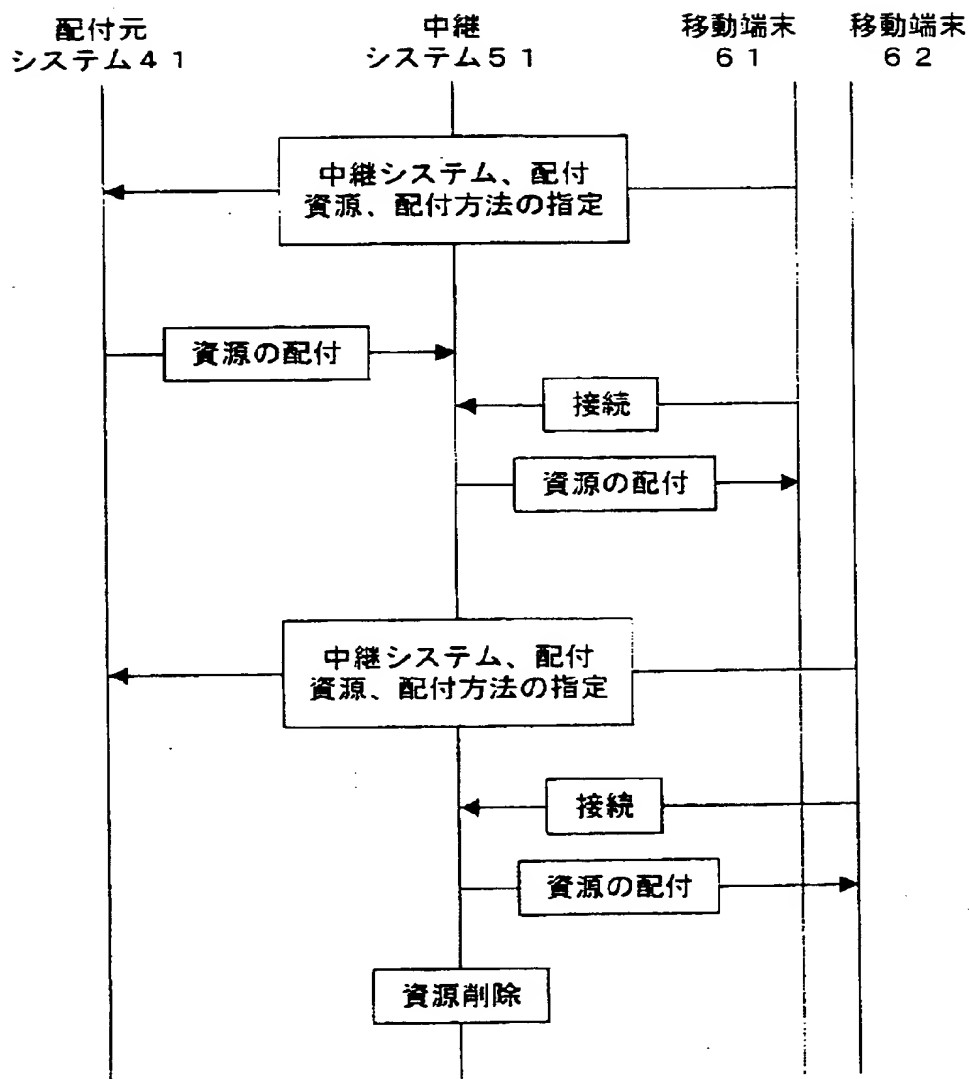 配付元
システム４１
中継
システム５１
移動端末
６１
移動端末
６２
中継システム、配付
資源、配付方法の指定
資源の配付
接続
資源の配付
中継システム、配付
資源、配付方法の指定
接続
資源の配付
資源削除